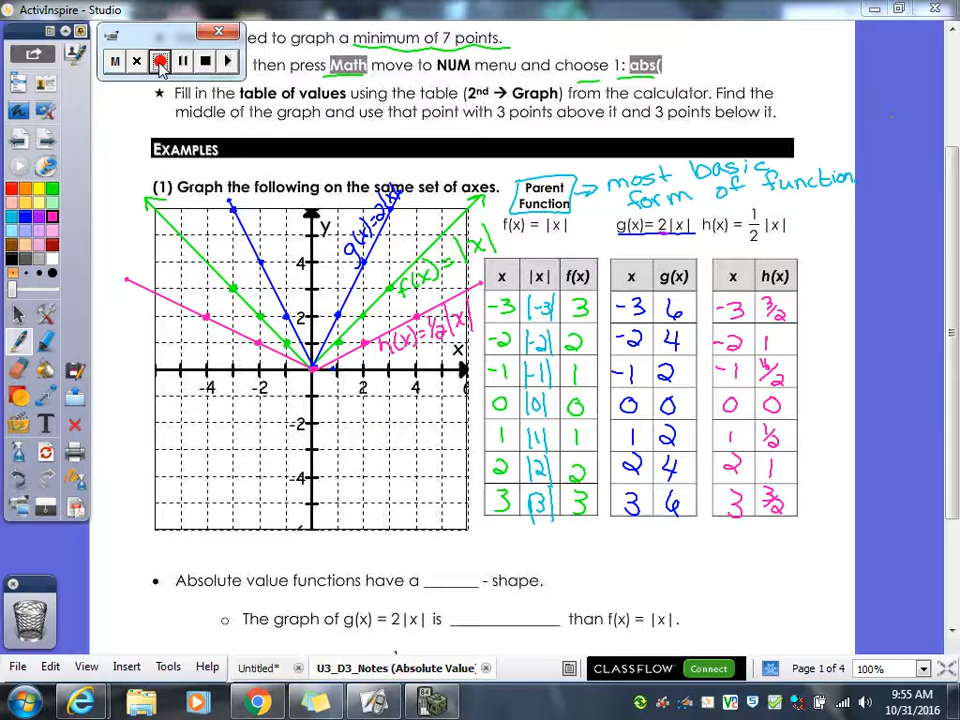 ActivInspire - Studio
ed to graph a minimum of 7 points.
then press Math move to NUM menu and choose 1: abs(
★ Fill in the table of values using the table (2nd → Graph) from the calculator. Find the
middle of the graph and use that point with 3 points above it and 3 points below it.
EXAMPLES
(1) Graph the following on the same set of axes.
Parent
Function
→ most basic
form of function
f(x) = |x|
g(x)= 2|x|
h(x)= 1/2 |x|
y
x
g(x)=2|x|
f(x)=|x|
h(x)=1/2|x|
4
2
-2
-4
-6
-4 -2 2 4 6
x |x| f(x)
-3 |-3| 3
-2 |-2| 2
-1 |-1| 1
0 |0| 0
1 |1| 1
2 |2| 2
3 |3| 3
x g(x)
-3 6
-2 4
-1 2
0 0
1 2
2 4
3 6
x h(x)
-3 3/2
-2 1
-1 1/2
0 0
1 1/2
2 1
3 3/2
• Absolute value functions have a _______ - shape.
o The graph of g(x) = 2|x| is ______________ than f(x) = |x|.
File View Insert Tools Help
Untitled*
U3_D3_Notes (Absolute Value
CLASSFLOW Connect
Page 1 of 4
100%
9:55 AM
10/31/2016